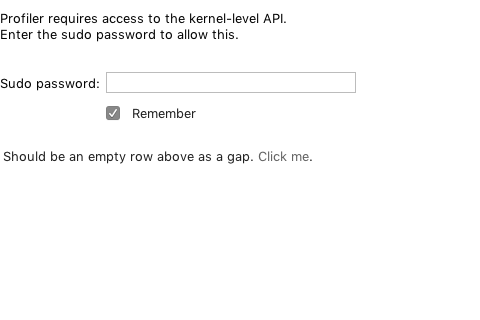 Profiler requires access to the kernel-level API.
Enter the sudo password to allow this.
Sudo password:
Remember
Should be an empty row above as a gap. Click me.